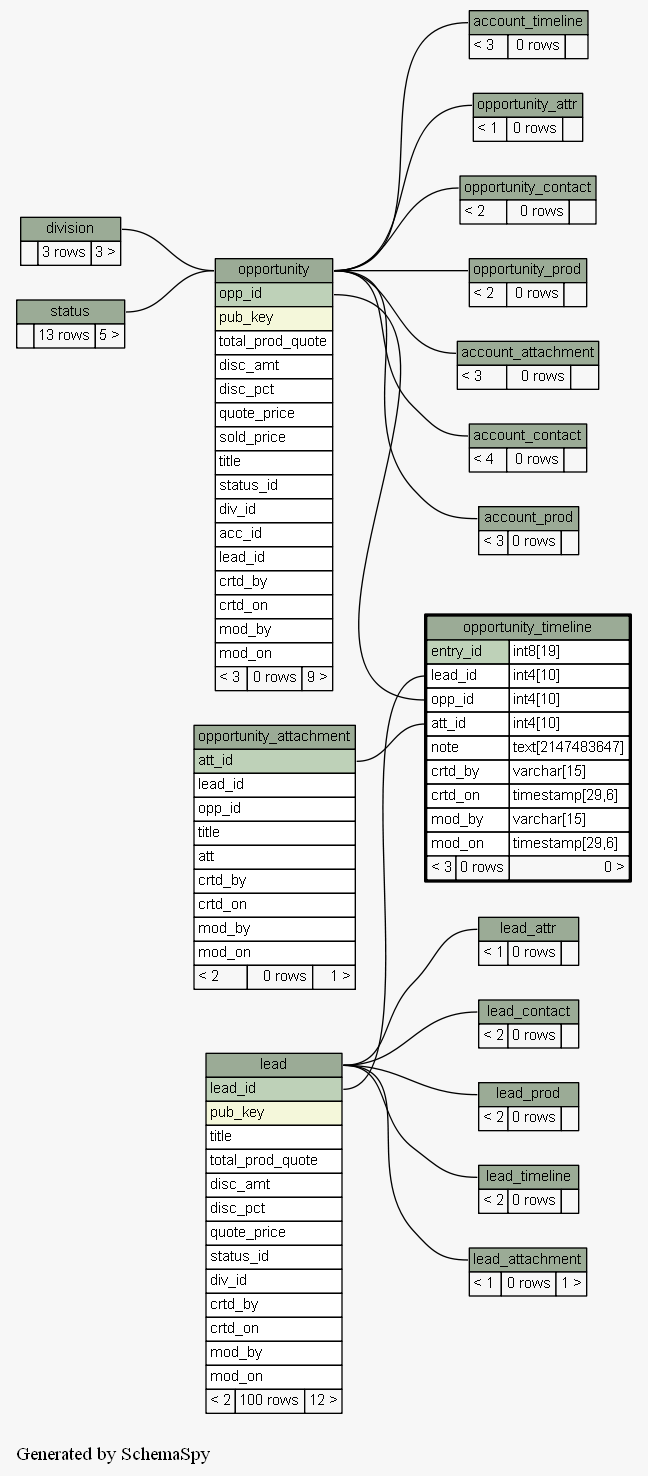 account_timeline
< 3 0 rows
opportunity_attr
< 1 0 rows
opportunity_contact
< 2 0 rows
division
3 rows 3 >
opportunity_prod
< 2 0 rows
status
13 rows 5 >
account_attachment
< 3 0 rows
account_contact
< 4 0 rows
account_prod
< 3 0 rows
opportunity
opp_id
pub_key
total_prod_quote
disc_amt
disc_pct
quote_price
sold_price
title
status_id
div_id
acc_id
lead_id
crtd_by
crtd_on
mod_by
mod_on
< 3 0 rows 9 >
opportunity_timeline
entry_id int8[19]
lead_id int4[10]
opp_id int4[10]
att_id int4[10]
note text[2147483647]
crtd_by varchar[15]
crtd_on timestamp[29,6]
mod_by varchar[15]
mod_on timestamp[29,6]
< 3 0 rows 0 >
opportunity_attachment
att_id
lead_id
opp_id
title
att
crtd_by
crtd_on
mod_by
mod_on
< 2 0 rows 1 >
lead_attr
< 1 0 rows
lead_contact
< 2 0 rows
lead_prod
< 2 0 rows
lead_timeline
< 2 0 rows
lead_attachment
< 1 0 rows 1 >
lead
lead_id
pub_key
title
total_prod_quote
disc_amt
disc_pct
quote_price
status_id
div_id
crtd_by
crtd_on
mod_by
mod_on
< 2 100 rows 12 >
Generated by SchemaSpy